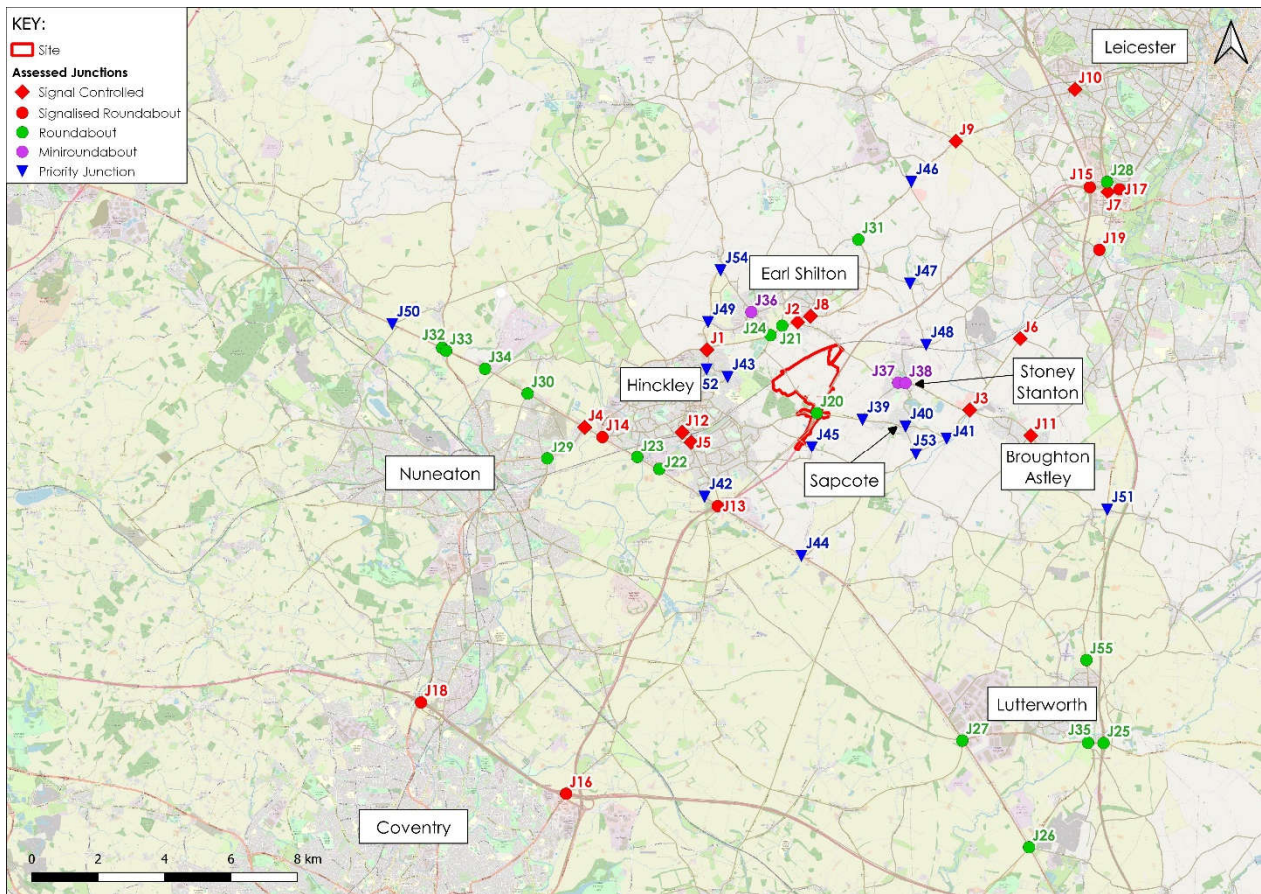 KEY:
Site
Assessed Junctions
Signal Controlled
Signalised Roundabout
Roundabout
Miniroundabout
Priority Junction
Leicester
J10
J9
J46
J15
J28
J17
J7
J19
J31
J54
Earl Shilton
J47
J36
J8
J2
J50
J49
J21
J24
J48
J6
J32
J33
J1
J34
J43
52
Hinckley
J37
J38
Stoney
Stanton
J30
J20
J39
J40
J3
J4
J14
J12
J5
J45
J41
J11
J53
J29
J23
J22
Nuneaton
Sapcote
Broughton
Astley
J42
J13
J51
J44
J55
J18
Lutterworth
J27
J35
J25
J16
Coventry
J26
0 2 4 6 8 km